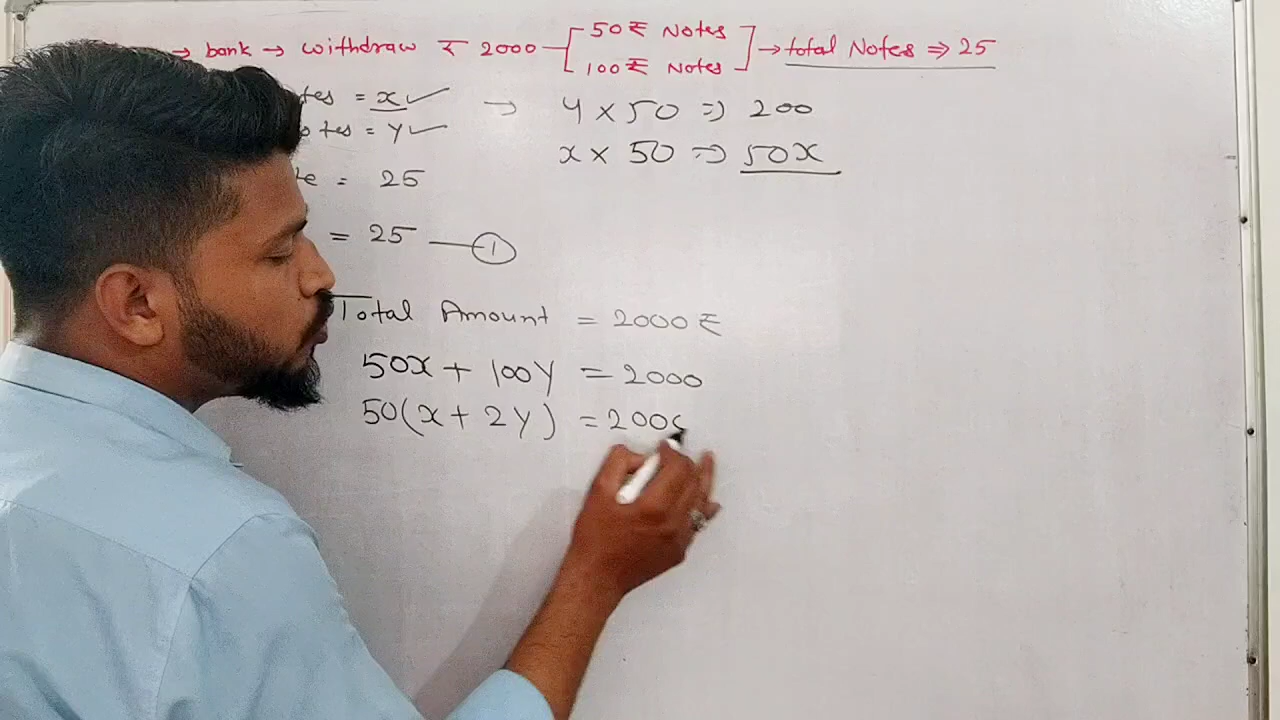 → bank → withdraw ₹ 2000
50 ₹ Notes
100 ₹ Notes
→ total Notes ⇒ 25
= x ✓ → 4 × 50 ⇒ 200
= y ✓
x × 50 ⇒ 50x
= 25
= 25 — ①
Total Amount = 2000 ₹
50x + 100y = 2000
50(x + 2y) = 2000